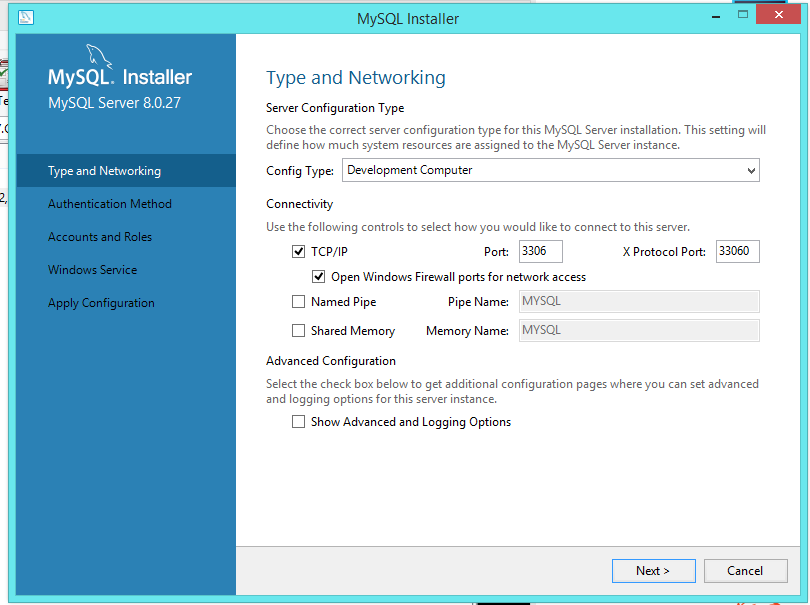 MySQL Installer
MySQL. Installer
MySQL Server 8.0.27
Type and Networking
Authentication Method
Accounts and Roles
Windows Service
Apply Configuration
Type and Networking
Server Configuration Type
Choose the correct server configuration type for this MySQL Server installation. This setting will
define how much system resources are assigned to the MySQL Server instance.
Config Type: Development Computer
Connectivity
Use the following controls to select how you would like to connect to this server.
TCP/IP Port: 3306 X Protocol Port: 33060
Open Windows Firewall ports for network access
Named Pipe Pipe Name: MYSQL
Shared Memory Memory Name: MYSQL
Advanced Configuration
Select the check box below to get additional configuration pages where you can set advanced
and logging options for this server instance.
Show Advanced and Logging Options
Next > Cancel